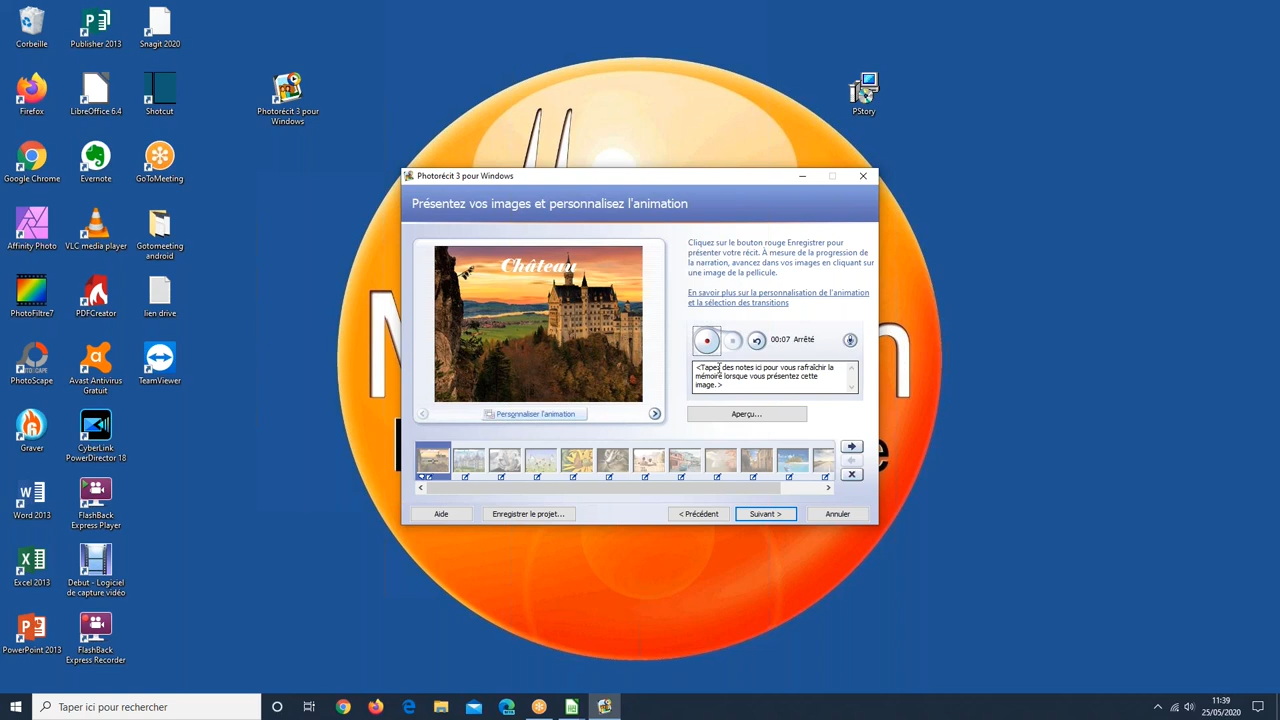 Corbeille
Publisher 2013
Snagit 2020
Firefox
LibreOffice 6.4
Shotcut
Photorécit 3 pour
Windows
PStory
Google Chrome
Evernote
GoToMeeting
Affinity Photo
VLC media player
Gotomeeting
android
PhotoFiltre7
PDFCreator
lien drive
PhotoScape
Avast Antivirus
Gratuit
TeamViewer
Graver
CyberLink
PowerDirector 18
Word 2013
FlashBack
Express Player
Excel 2013
Debut - Logiciel
de capture vidéo
PowerPoint 2013
FlashBack
Express Recorder
Photorécit 3 pour Windows
Présentez vos images et personnalisez l'animation
Château
Cliquez sur le bouton rouge Enregistrer pour
présenter votre récit. À mesure de la progression de
la narration, avancez dans vos images en cliquant sur
une image de la pellicule.
En savoir plus sur la personnalisation de l'animation
et la sélection des transitions
00:07 Arrêté
<Tapez des notes ici pour vous rafraîchir la
mémoire lorsque vous présentez cette
image.>
Personnaliser l'animation
Aperçu...
Aide
Enregistrer le projet...
< Précédent
Suivant >
Annuler
Taper ici pour rechercher
11:39
25/05/2020